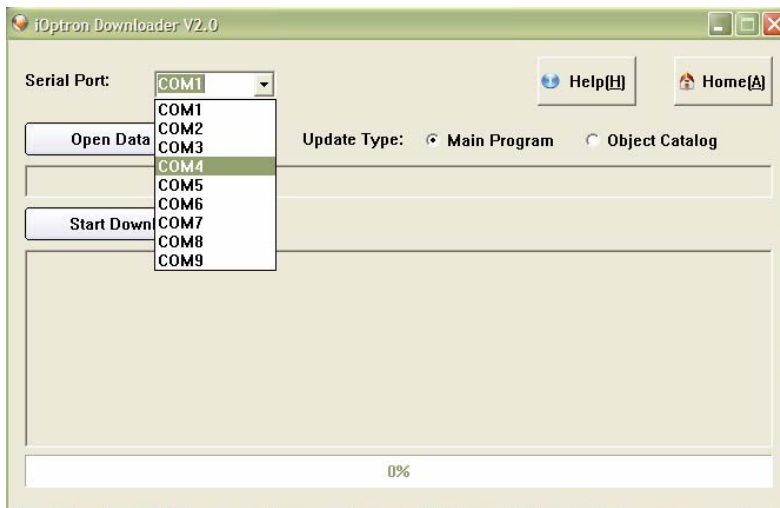 iOptron Downloader V2.0
Serial Port: COM1 Help(H) Home(A)
COM1
COM2
COM3
COM4
COM5
COM6
COM7
COM8
COM9
Open Data Update Type: Main Program Object Catalog
Start Downl
0%